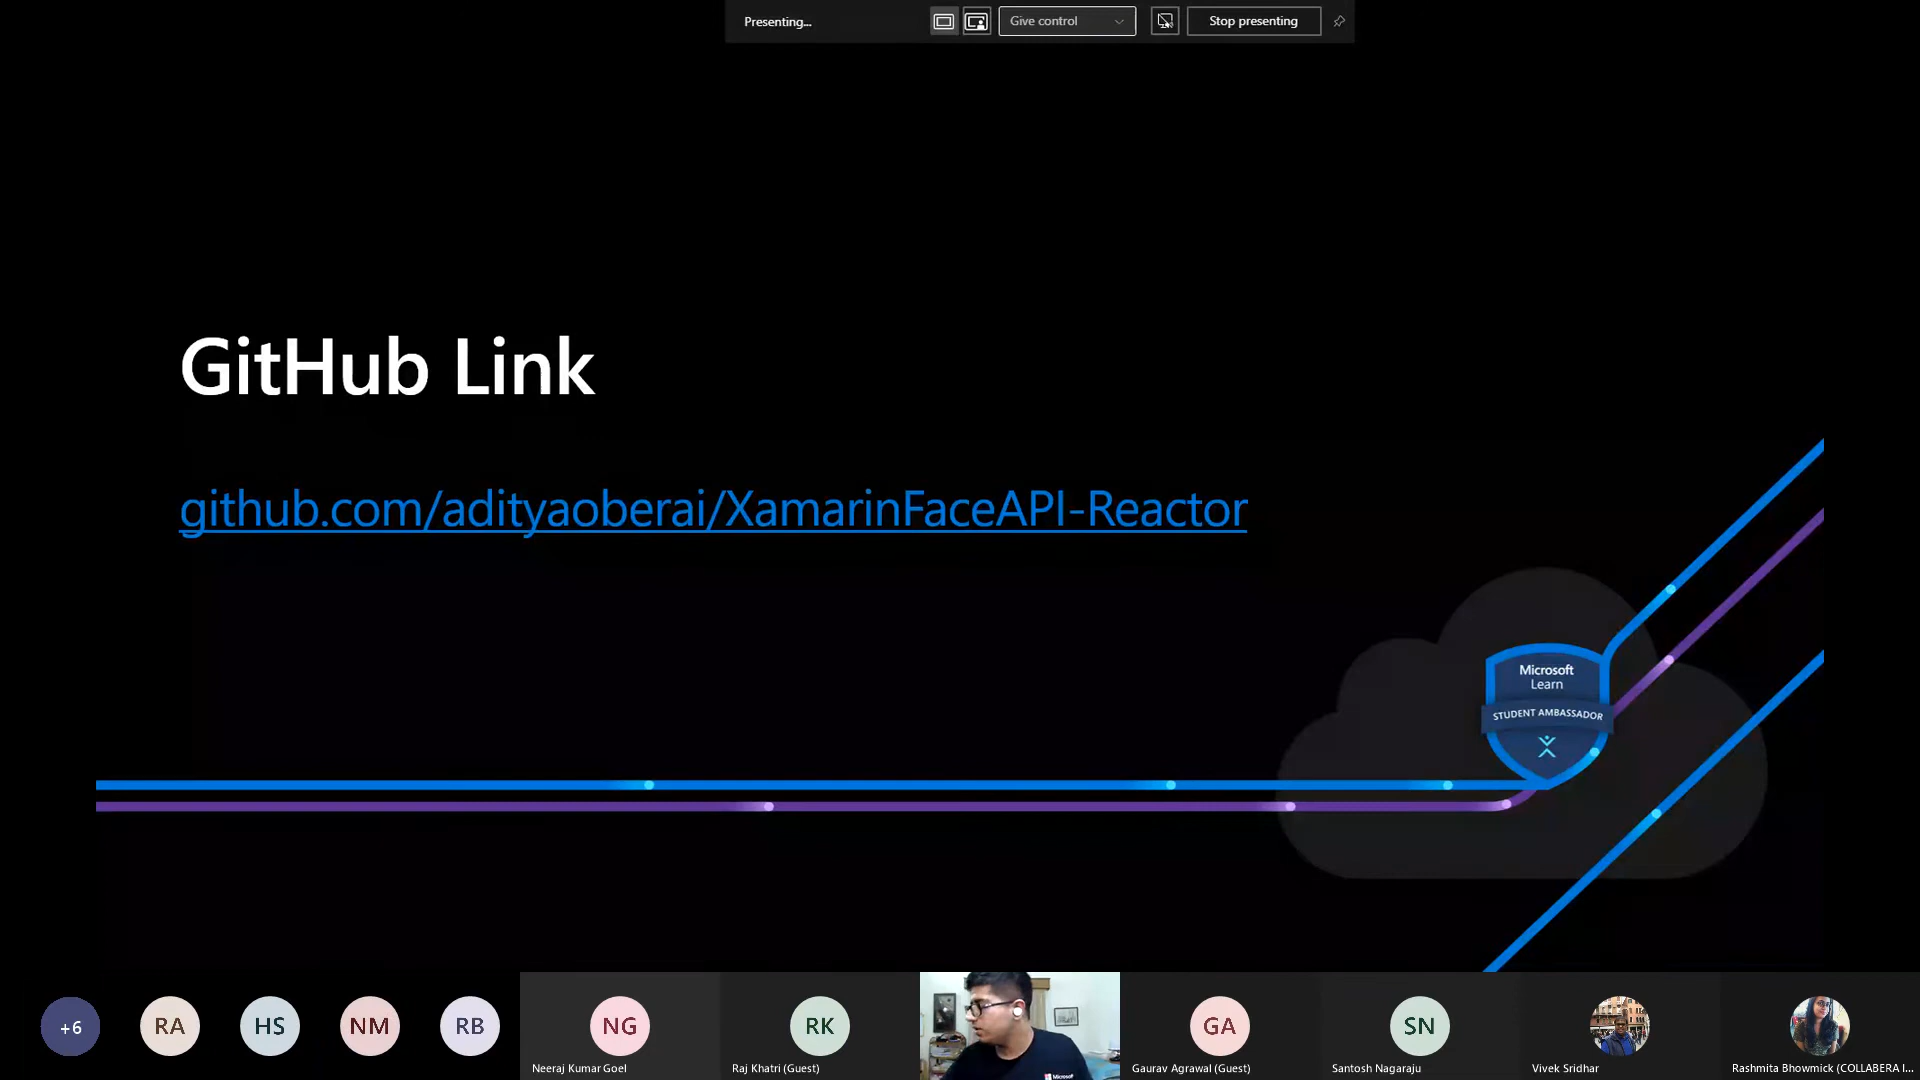 Presenting...
Give control
Stop presenting
GitHub Link
github.com/adityaoberai/XamarinFaceAPI-Reactor
Microsoft
Learn
STUDENT AMBASSADOR
+6
RA
HS
NM
RB
NG
RK
GA
SN
Microsoft
Neeraj Kumar Goel
Raj Khatri (Guest)
Gaurav Agrawal (Guest)
Santosh Nagaraju
Vivek Sridhar
Rashmita Bhowmick (COLLABERA I...